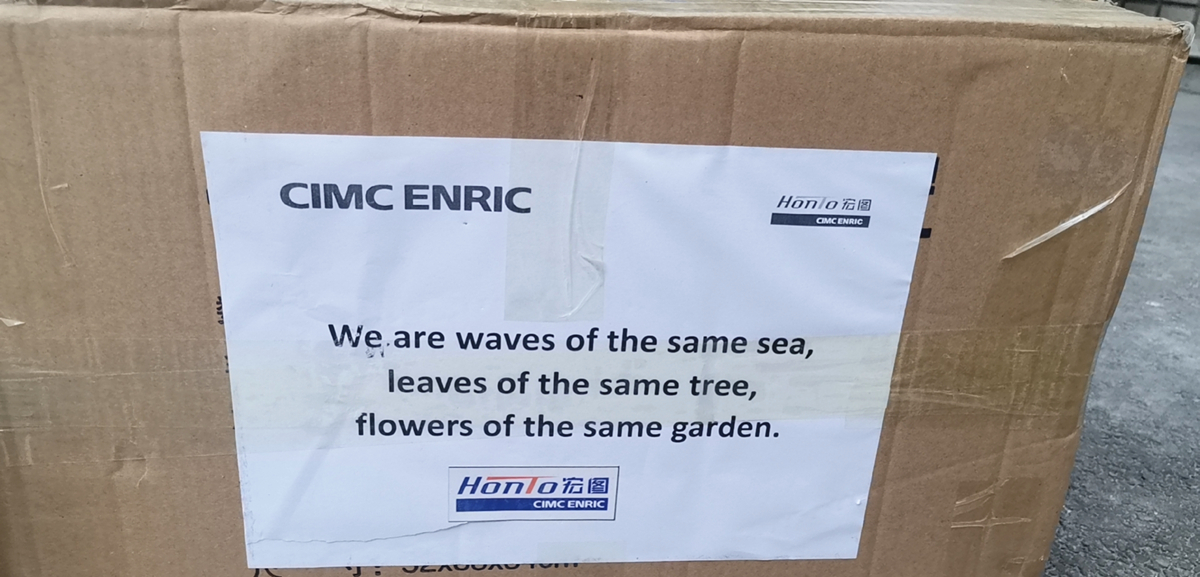 CIMC ENRIC
HonTo 宏图
CIMC ENRIC
We are waves of the same sea,
leaves of the same tree,
flowers of the same garden.
HonTo 宏图
CIMC ENRIC